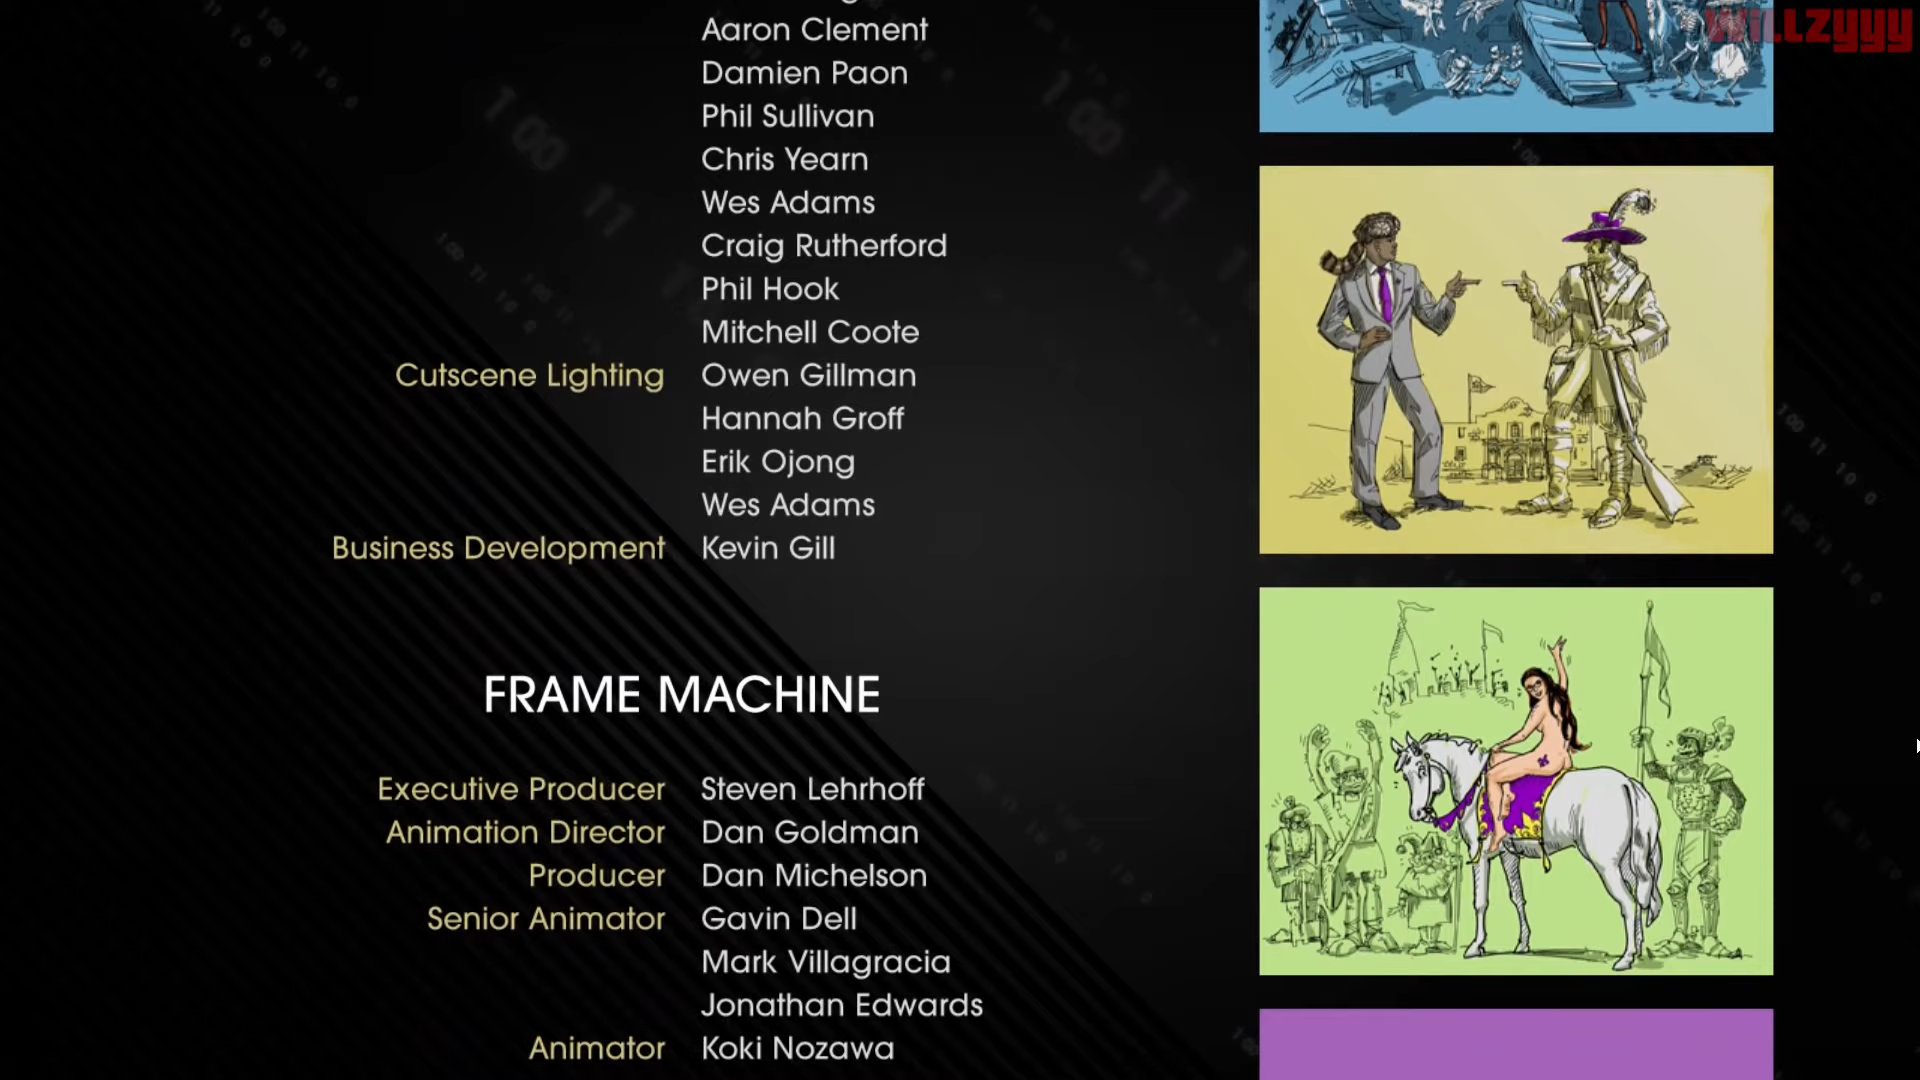 WiLLZyyy
Aaron Clement
Damien Paon
Phil Sullivan
Chris Yearn
Wes Adams
Craig Rutherford
Phil Hook
Mitchell Coote
Cutscene Lighting Owen Gillman
Hannah Groff
Erik Ojong
Wes Adams
Business Development Kevin Gill
FRAME MACHINE
Executive Producer Steven Lehrhoff
Animation Director Dan Goldman
Producer Dan Michelson
Senior Animator Gavin Dell
Mark Villagracia
Jonathan Edwards
Animator Koki Nozawa